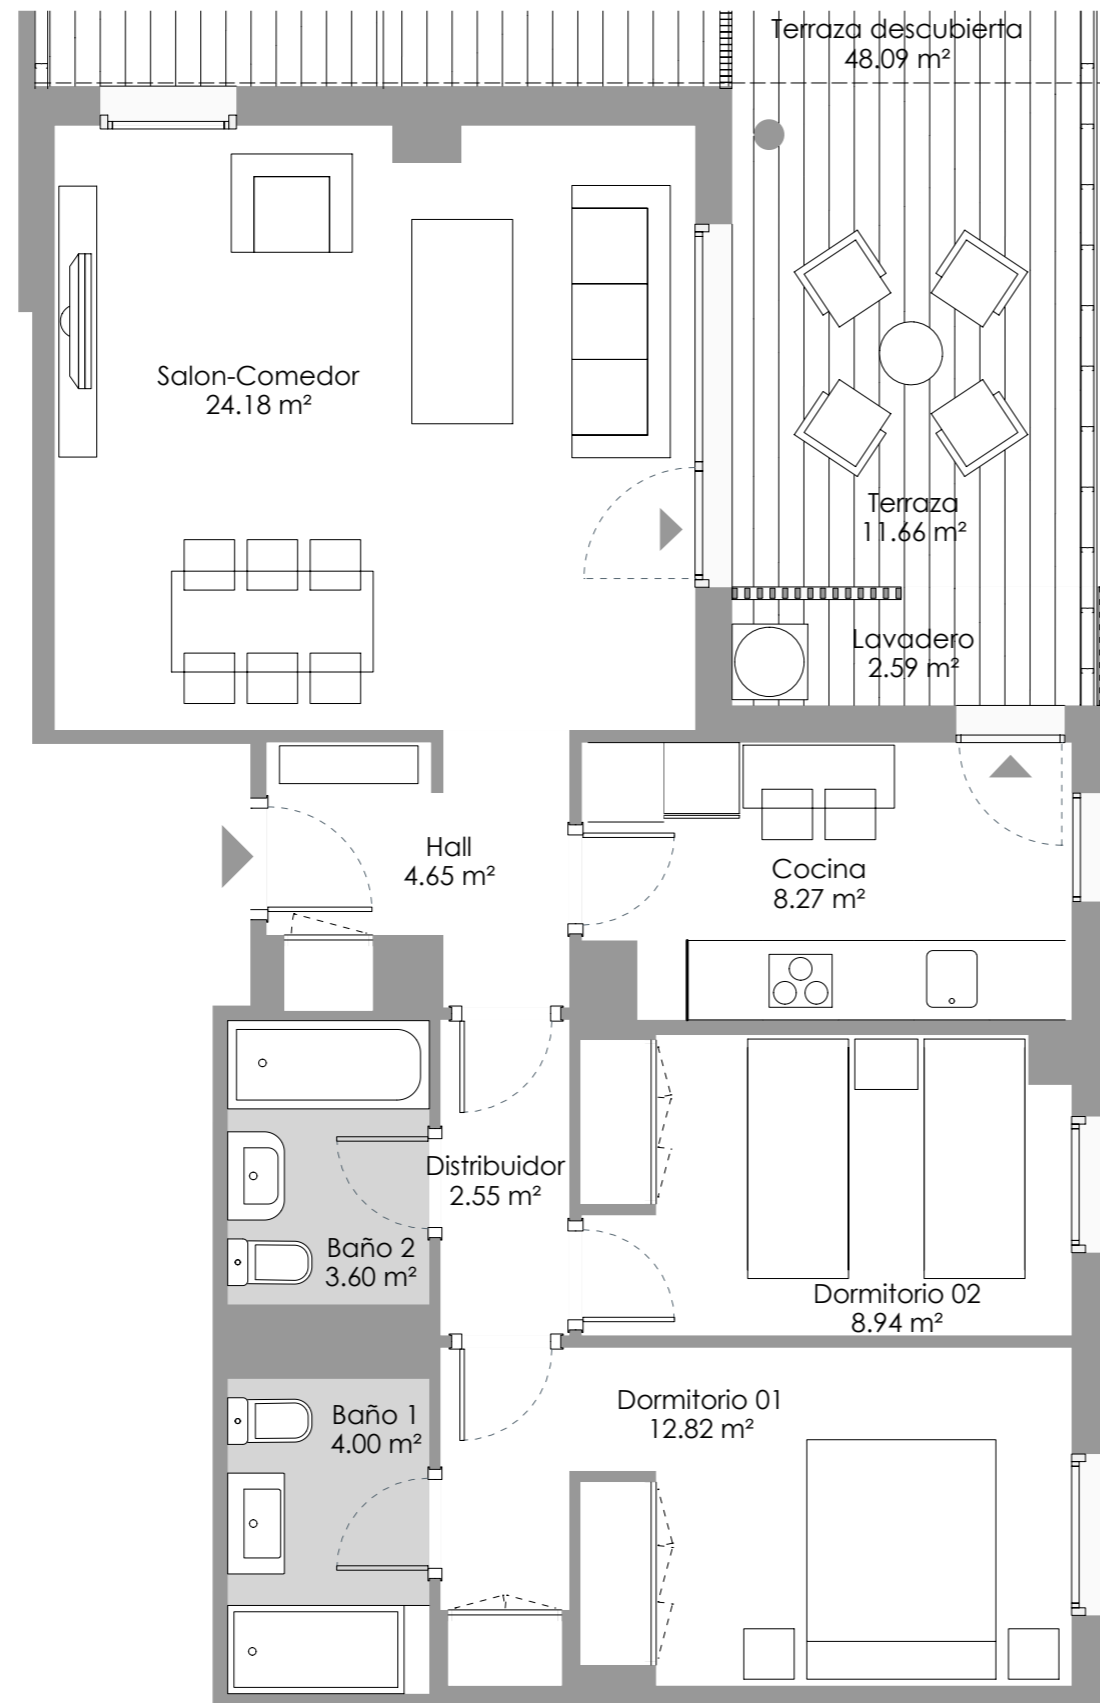 Terraza descubierta
48.09 m²
Salon-Comedor
24.18 m²
Terraza
11.66 m²
Lavadero
2.59 m²
Hall
4.65 m²
Cocina
8.27 m²
Distribuidor
2.55 m²
Baño 2
3.60 m²
Dormitorio 02
8.94 m²
Dormitorio 01
12.82 m²
Baño 1
4.00 m²